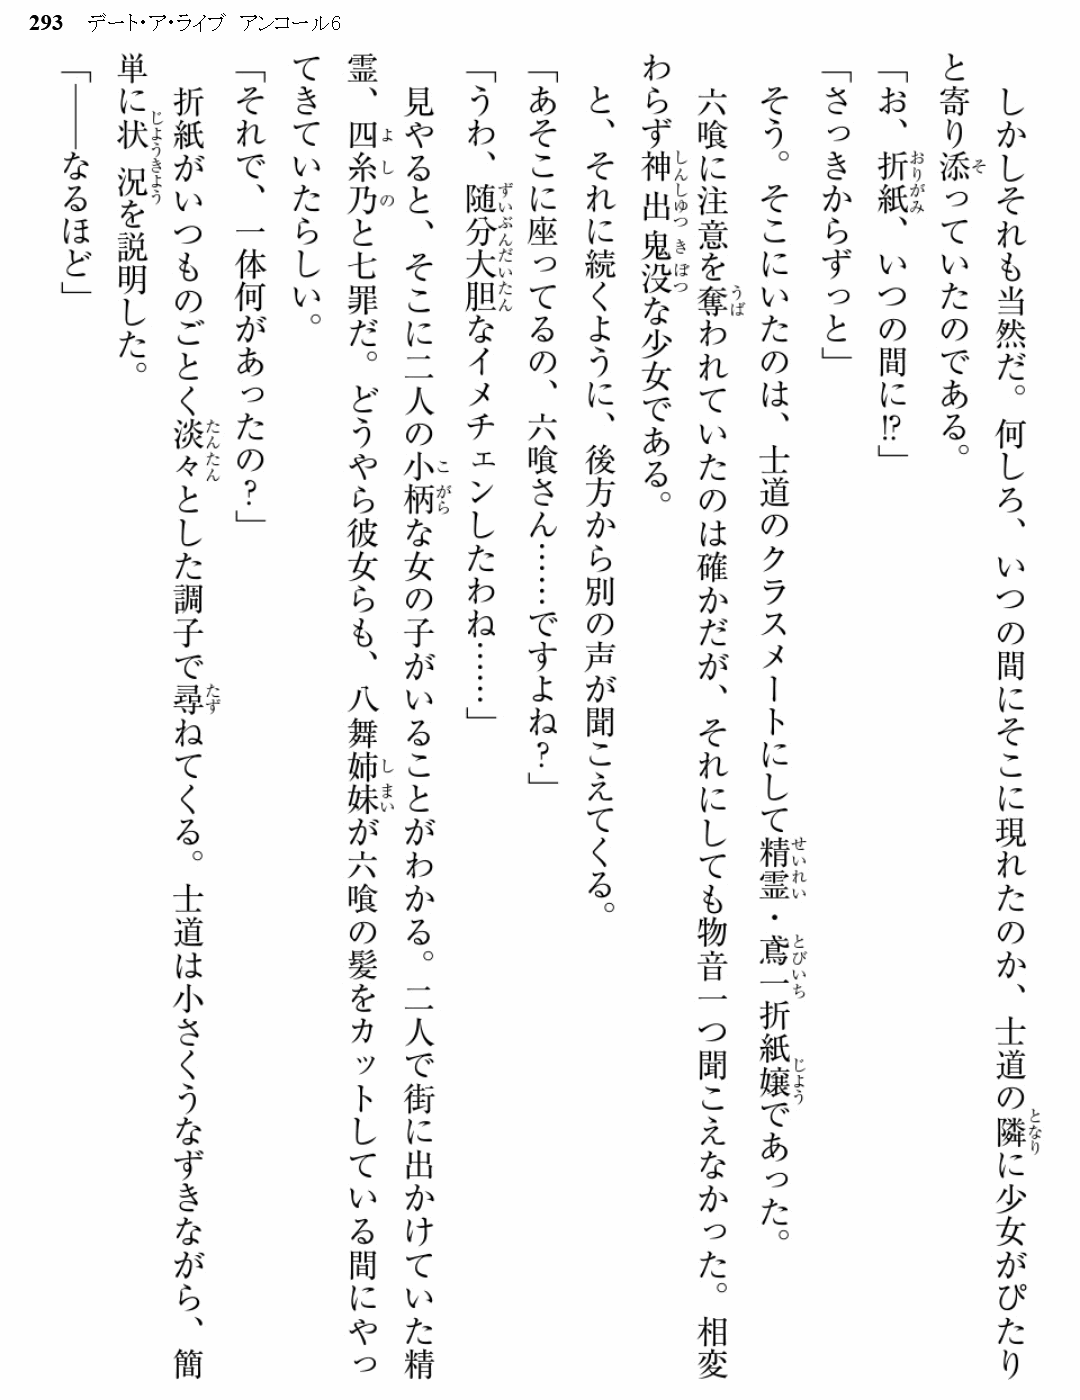 293 デート・ア・ライブ アンコール6
しかしそれも当然だ。何しろ、いつの間にそこに現れたのか、士道の隣に少女がぴたり
と寄り添っていたのである。
「お、折紙、いつの間に!?」
「さっきからずっと」
そう。そこにいたのは、士道のクラスメートにして精霊・鳶一折紙嬢であった。
六喰に注意を奪われていたのは確かだが、それにしても物音一つ聞こえなかった。相変
わらず神出鬼没な少女である。
と、それに続くように、後方から別の声が聞こえてくる。
「あそこに座ってるの、六喰さん……ですよね?」
「うわ、随分大胆なイメチェンしたわね……」
見やると、そこに二人の小柄な女の子がいることがわかる。二人で街に出かけていた精
霊、四糸乃と七罪だ。どうやら彼女らも、八舞姉妹が六喰の髪をカットしている間にやっ
てきていたらしい。
「それで、一体何があったの?」
折紙がいつものごとく淡々とした調子で尋ねてくる。士道は小さくうなずきながら、簡
単に状況を説明した。
「――なるほど」